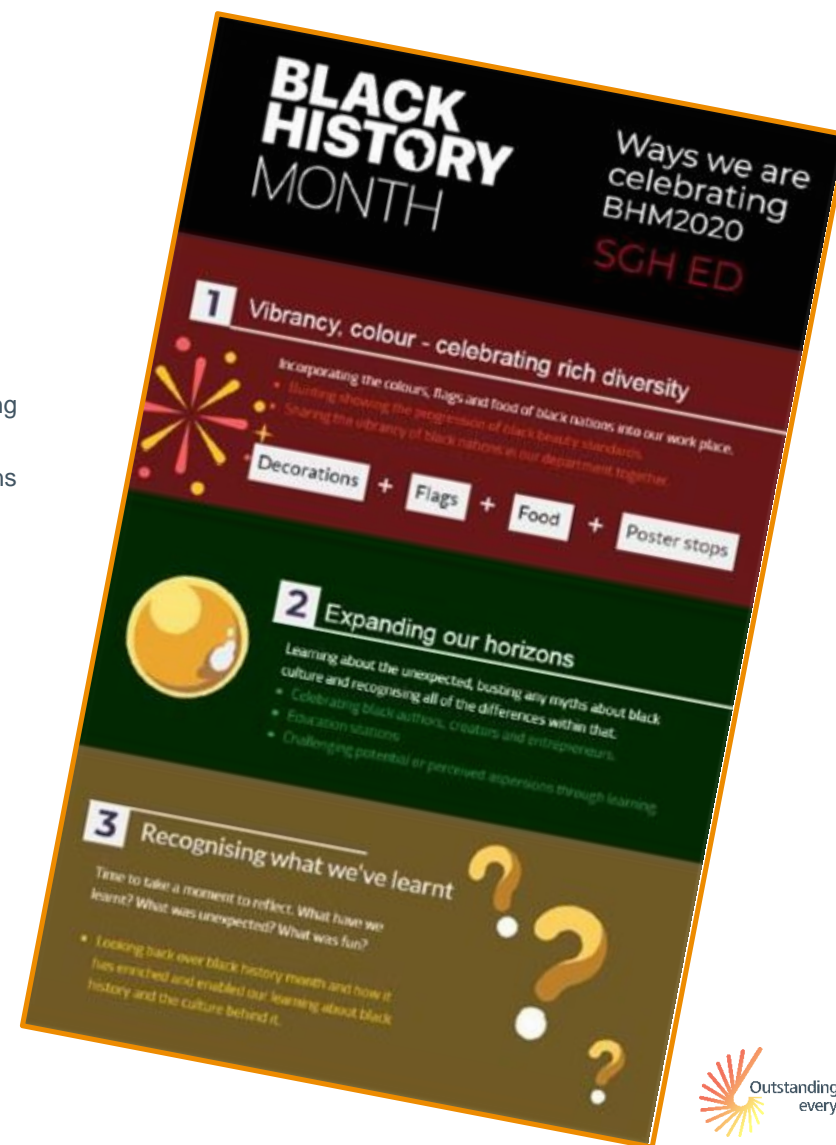 ng
ns
BLACK
HISTORY
MONTH
Ways we are
celebrating
BHM2020
SGH ED
1 Vibrancy, colour - celebrating rich diversity
Incorporating the colours, flags and food of black nations into our work place.
• Bunting showing the progression of black beauty standards.
• Sharing the vibrancy of black nations in our department together.
Decorations + Flags + Food + Poster stops
2 Expanding our horizons
Learning about the unexpected, busting any myths about black
culture and recognising all of the differences within that.
• Celebrating black authors, creators and entrepreneurs.
• Education stations
• Challenging potential or perceived aspersions through learning.
3 Recognising what we've learnt
Time to take a moment to reflect. What have we
learnt? What was unexpected? What was fun?
• Looking back over black history month and how it
has enriched and enabled our learning about black
history and the culture behind it.
Outstanding
every